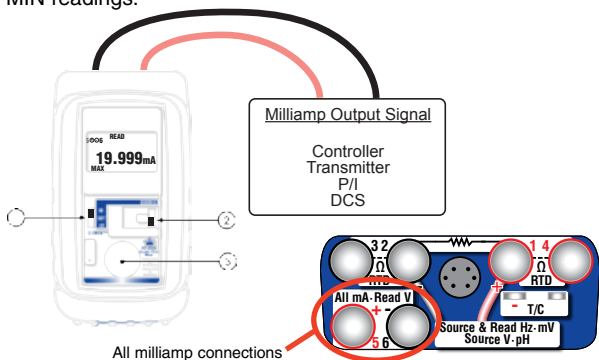 MIN readings.
READ
19.999mA
MAX
1
2
3
Milliamp Output Signal
Controller
Transmitter
P/I
DCS
3 2
Ω
RTD
1 4
Ω
RTD
All mA·Read V
+ -
5 6
+
- T/C
Source & Read Hz·mV
Source V·pH
All milliamp connections